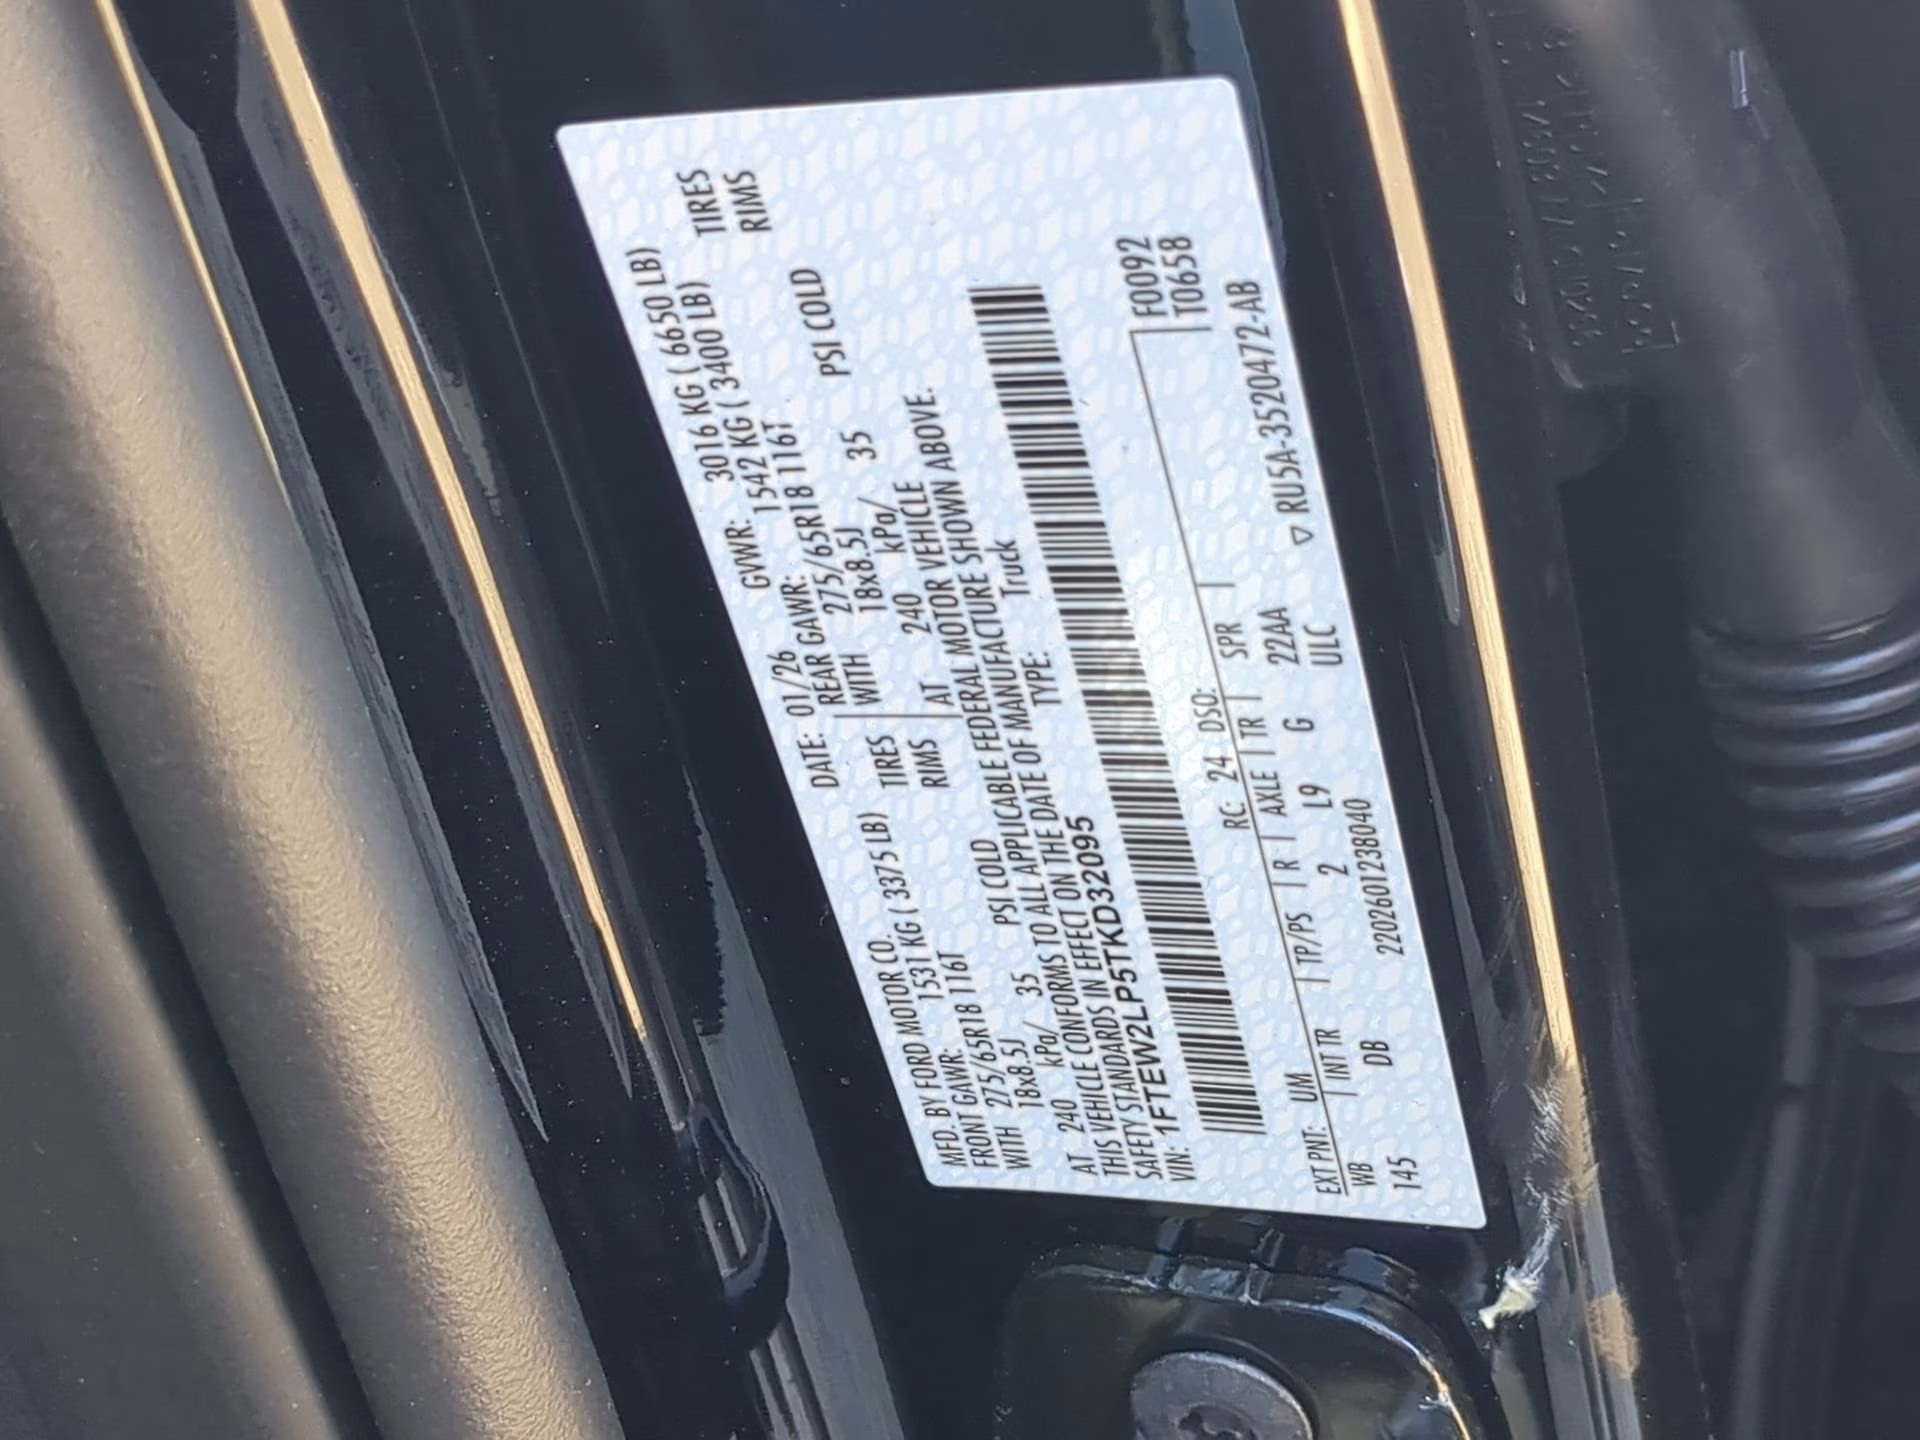 MFD. BY FORD MOTOR CO. DATE: 01/26 GVWR: 3016 KG ( 6650 LB)
FRONT GAWR: 1531 KG ( 3375 LB) REAR GAWR: 1542 KG ( 3400 LB)
WITH 275/65R18 116T TIRES WITH 275/65R18 116T TIRES
18x8.5J RIMS 18x8.5J RIMS
AT 240 kPa/ 35 PSI COLD AT 240 kPa/ 35 PSI COLD
THIS VEHICLE CONFORMS TO ALL APPLICABLE FEDERAL MOTOR VEHICLE
SAFETY STANDARDS IN EFFECT ON THE DATE OF MANUFACTURE SHOWN ABOVE.
VIN: 1FTEW2LP5TKD32095 TYPE: Truck
F0092
T0658
EXT PNT: UM RC: 24 DSO:
WB INT TR TP/PS R AXLE TR SPR
145 DB 2 L9 G 22AA
2202601238040 ULC ▽ RU5A-3520472-AB